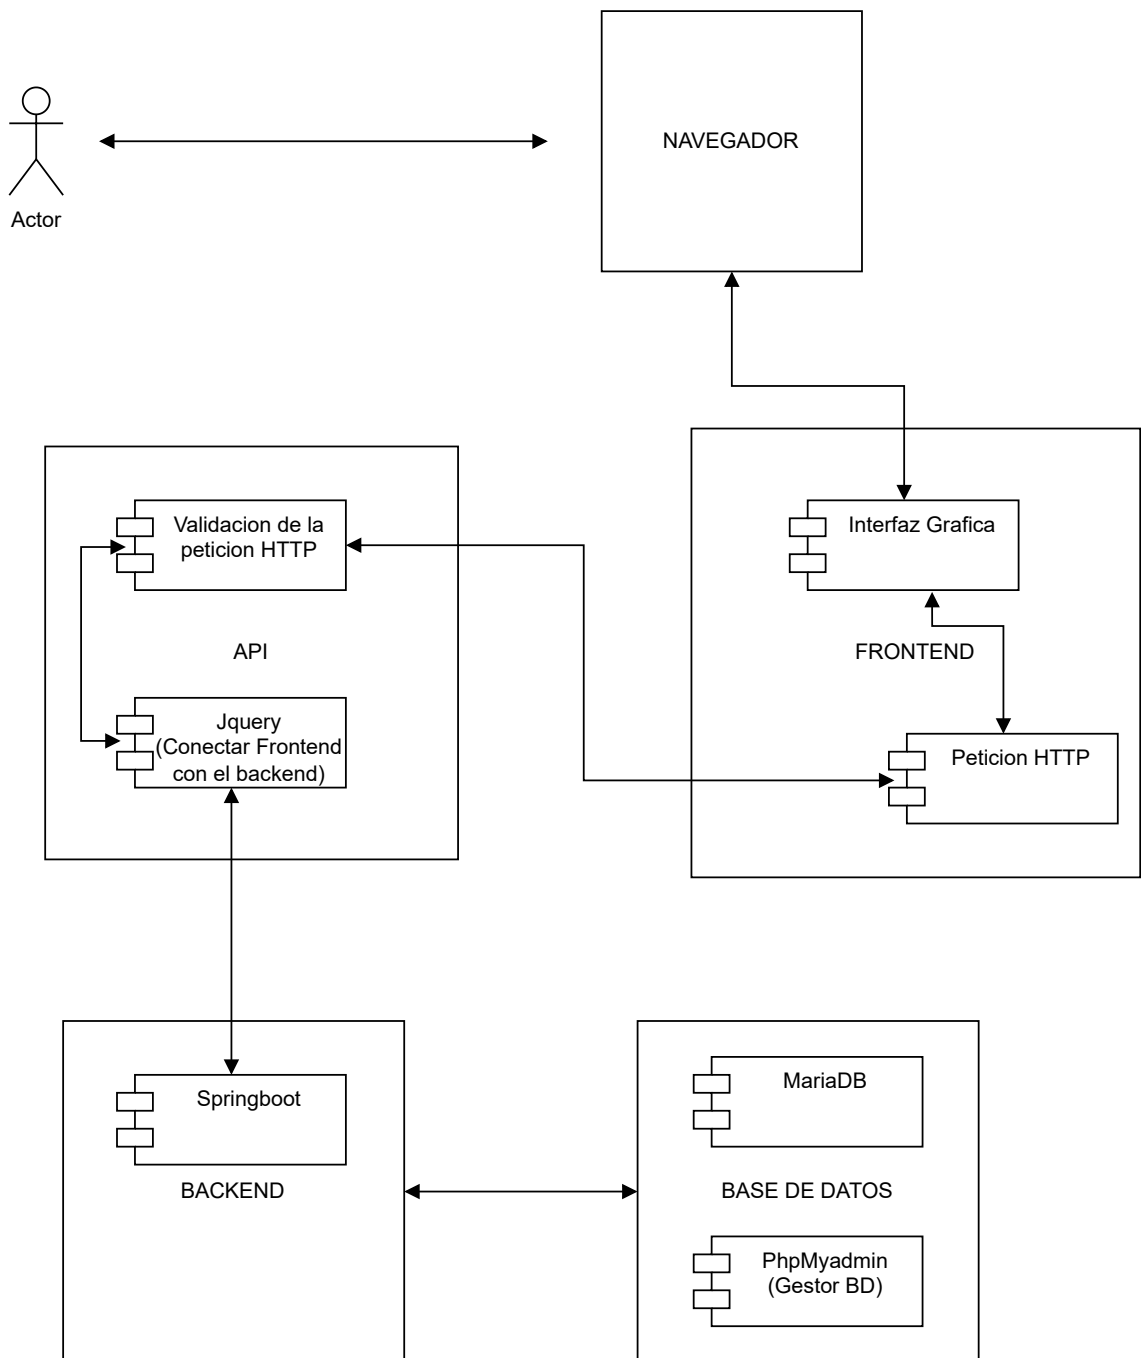 NAVEGADOR
Actor
Validacion de la
peticion HTTP
Interfaz Grafica
API
FRONTEND
Jquery
(Conectar Frontend
con el backend)
Peticion HTTP
Springboot
MariaDB
BACKEND
BASE DE DATOS
PhpMyadmin
(Gestor BD)